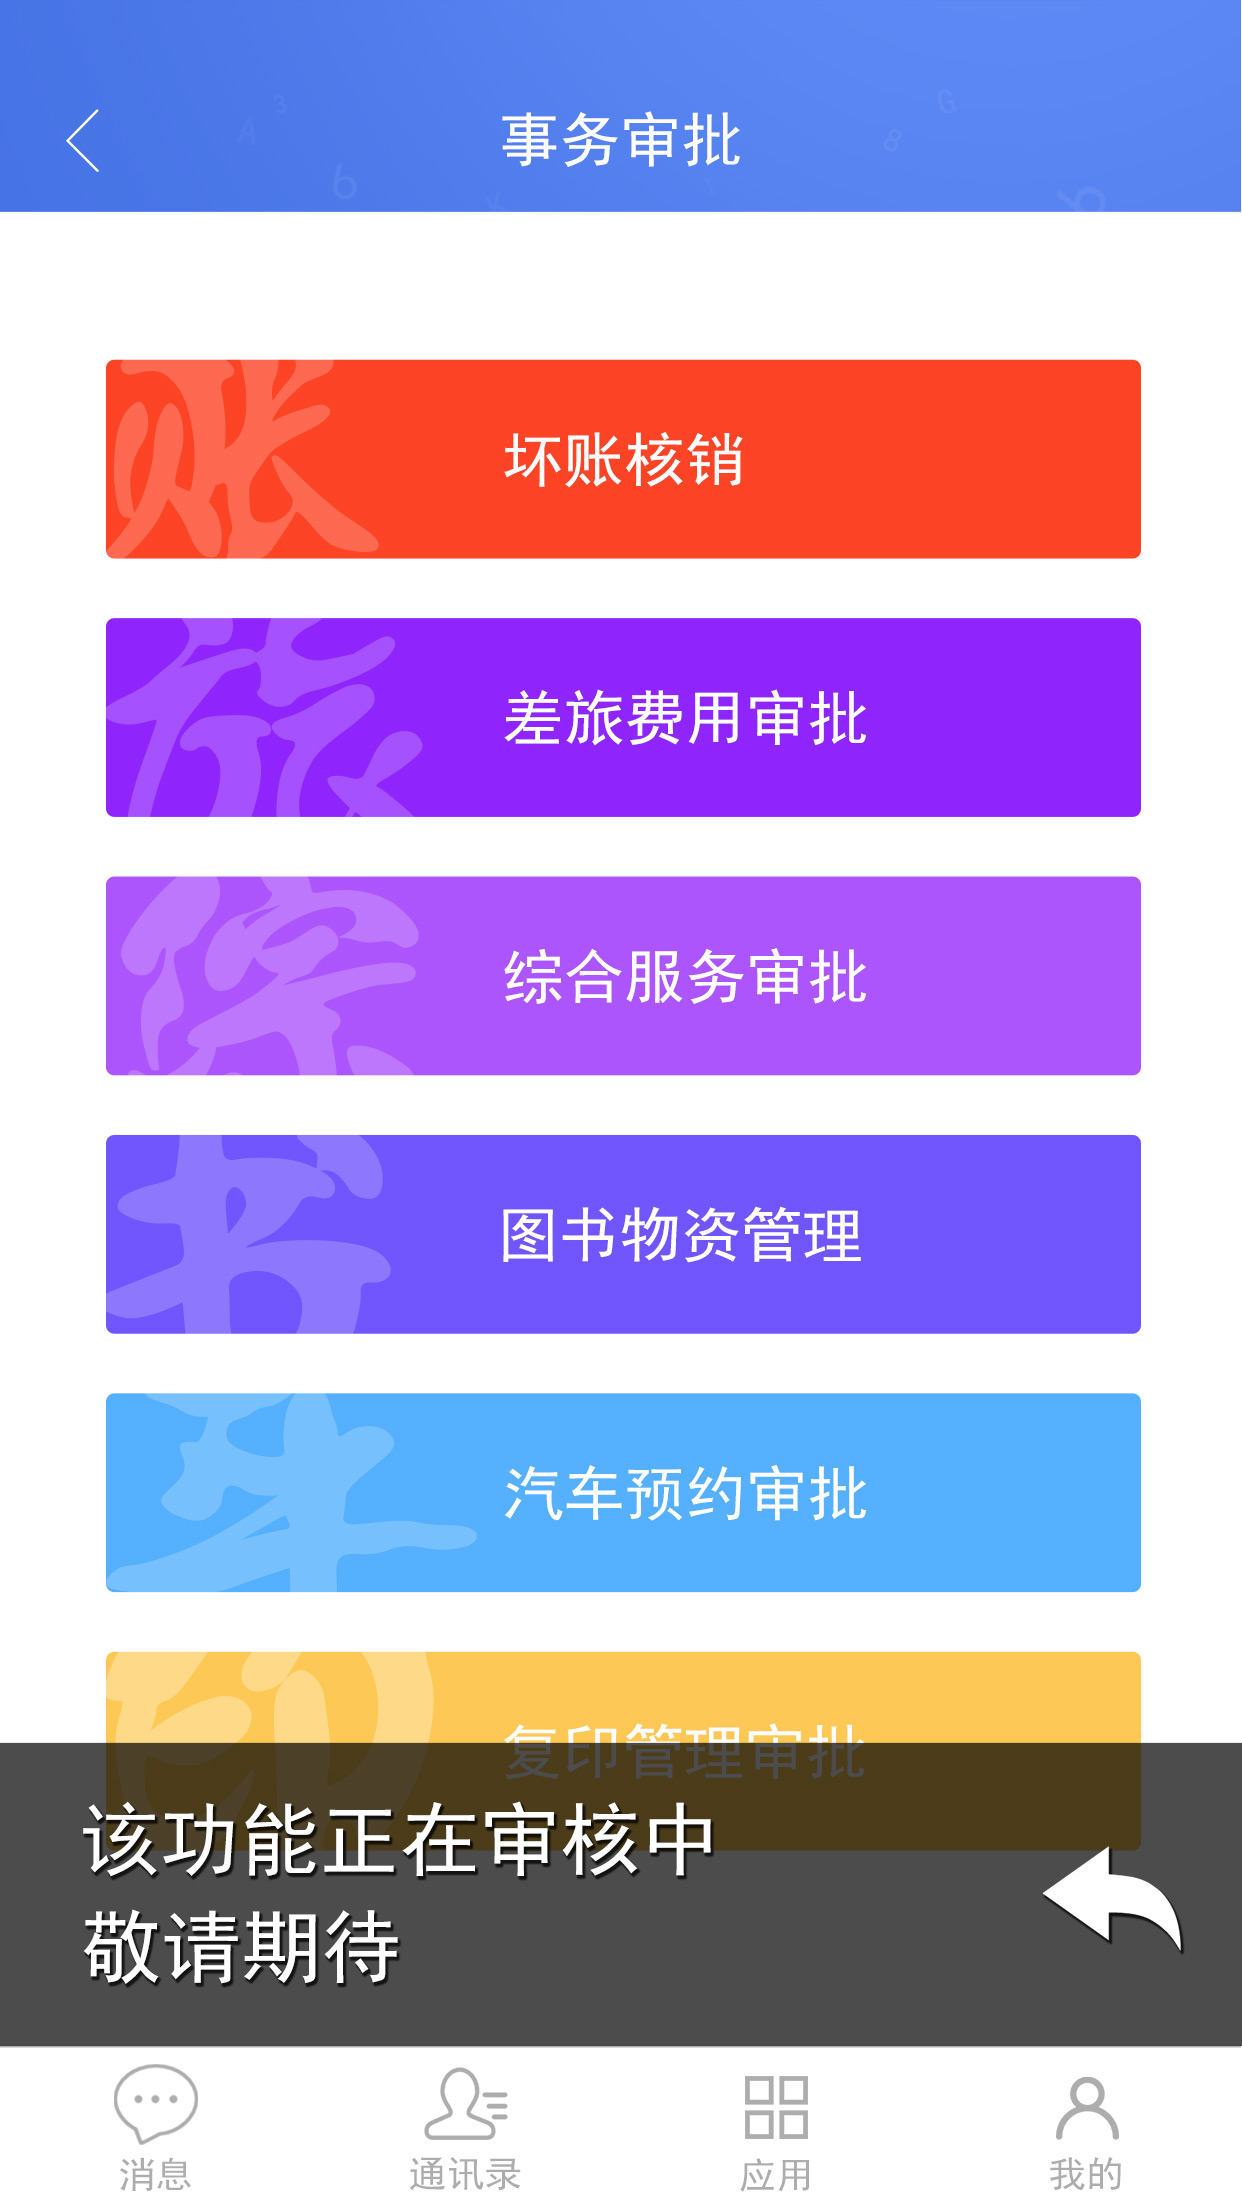 事务审批
账
坏账核销
旅
差旅费用审批
综
综合服务审批
书
图书物资管理
车
汽车预约审批
印
复印管理审批
该功能正在审核中
敬请期待
消息
通讯录
应用
我的